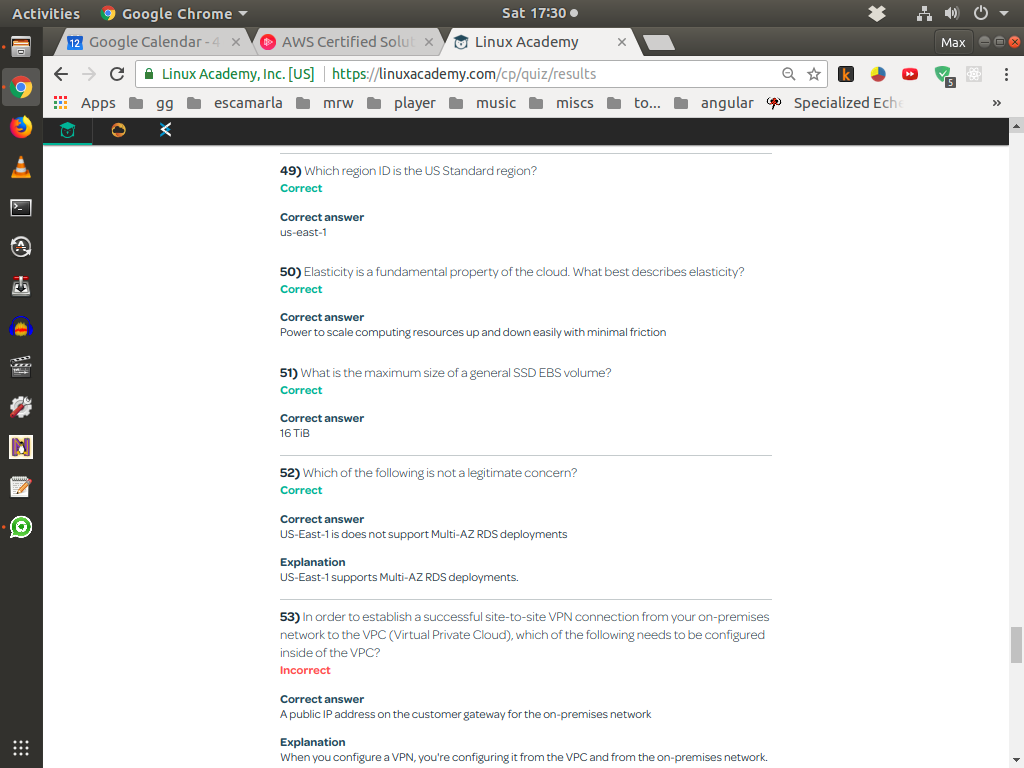 Activities Google Chrome Sat 17:30
Google Calendar - 4 AWS Certified Solut Linux Academy Max
Linux Academy, Inc. [US] https://linuxacademy.com/cp/quiz/results
Apps gg escamarla mrw player music miscs to... angular Specialized Eche »
49) Which region ID is the US Standard region?
Correct
Correct answer
us-east-1
50) Elasticity is a fundamental property of the cloud. What best describes elasticity?
Correct
Correct answer
Power to scale computing resources up and down easily with minimal friction
51) What is the maximum size of a general SSD EBS volume?
Correct
Correct answer
16 TiB
52) Which of the following is not a legitimate concern?
Correct
Correct answer
US-East-1 is does not support Multi-AZ RDS deployments
Explanation
US-East-1 supports Multi-AZ RDS deployments.
53) In order to establish a successful site-to-site VPN connection from your on-premises
network to the VPC (Virtual Private Cloud), which of the following needs to be configured
inside of the VPC?
Incorrect
Correct answer
A public IP address on the customer gateway for the on-premises network
Explanation
When you configure a VPN, you're configuring it from the VPC and from the on-premises network.